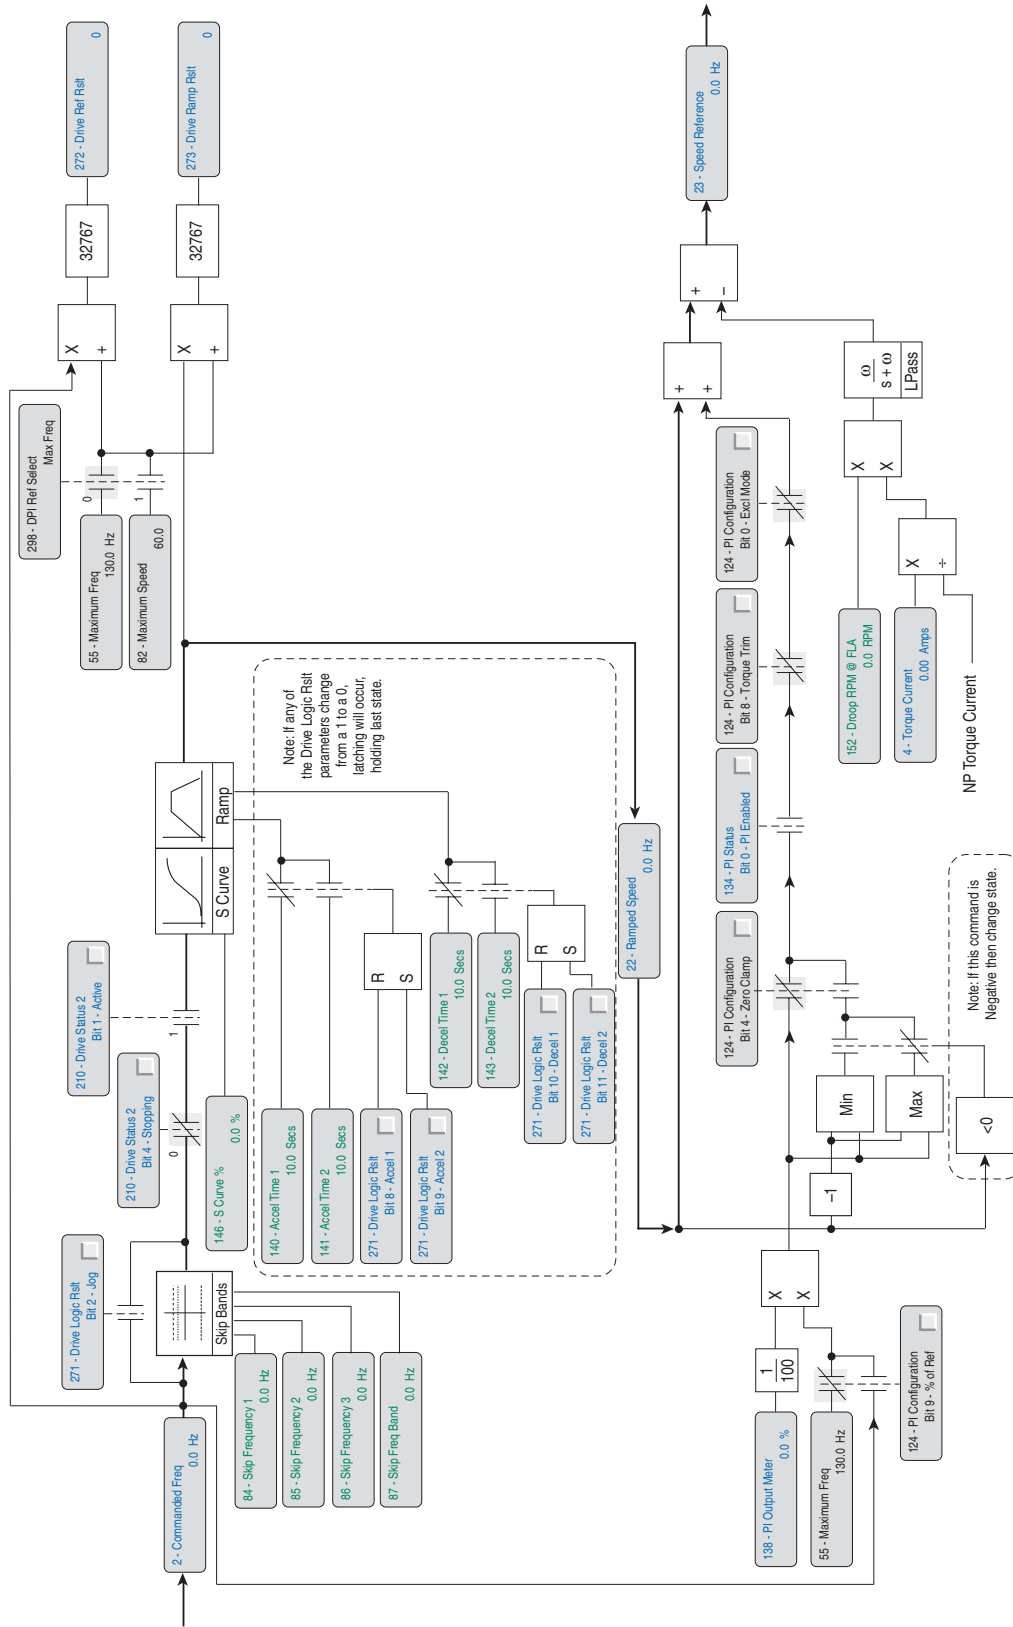 2 - Commanded Freq
0.0 Hz
271 - Drive Logic Rslt
Bit 2 - Jog
Skip Bands
84 - Skip Frequency 1
0.0 Hz
85 - Skip Frequency 2
0.0 Hz
86 - Skip Frequency 3
0.0 Hz
87 - Skip Freq Band
0.0 Hz
210 - Drive Status 2
Bit 4 - Stopping
0
210 - Drive Status 2
Bit 1 - Active
1
146 - S Curve %
0.0 %
S Curve
Ramp
140 - Accel Time 1
10.0 Secs
141 - Accel Time 2
10.0 Secs
271 - Drive Logic Rslt
Bit 8 - Accel 1
271 - Drive Logic Rslt
Bit 9 - Accel 2
R
S
142 - Decel Time 1
10.0 Secs
143 - Decel Time 2
10.0 Secs
271 - Drive Logic Rslt
Bit 10 - Decel 1
271 - Drive Logic Rslt
Bit 11 - Decel 2
R
S
Note: If any of
the Drive Logic Rslt
parameters change
from a 1 to a 0,
latching will occur,
holding last state.
298 - DPI Ref Select
Max Freq
55 - Maximum Freq
130.0 Hz
0
82 - Maximum Speed
60.0
1
X
+
32767
272 - Drive Ref Rslt
0
X
+
32767
273 - Drive Ramp Rslt
0
22 - Ramped Speed
0.0 Hz
138 - PI Output Meter
0.0 %
1
100
55 - Maximum Freq
130.0 Hz
124 - PI Configuration
Bit 9 - % of Ref
X
X
-1
Min
Max
<0
Note: If this command is
Negative then change state.
124 - PI Configuration
Bit 4 - Zero Clamp
134 - PI Status
Bit 0 - PI Enabled
124 - PI Configuration
Bit 8 - Torque Trim
124 - PI Configuration
Bit 0 - Excl Mode
152 - Droop RPM @ FLA
0.0 RPM
4 - Torque Current
0.00 Amps
NP Torque Current
X
÷
X
X
ω
s + ω
LPass
+
+
+
-
23 - Speed Reference
0.0 Hz